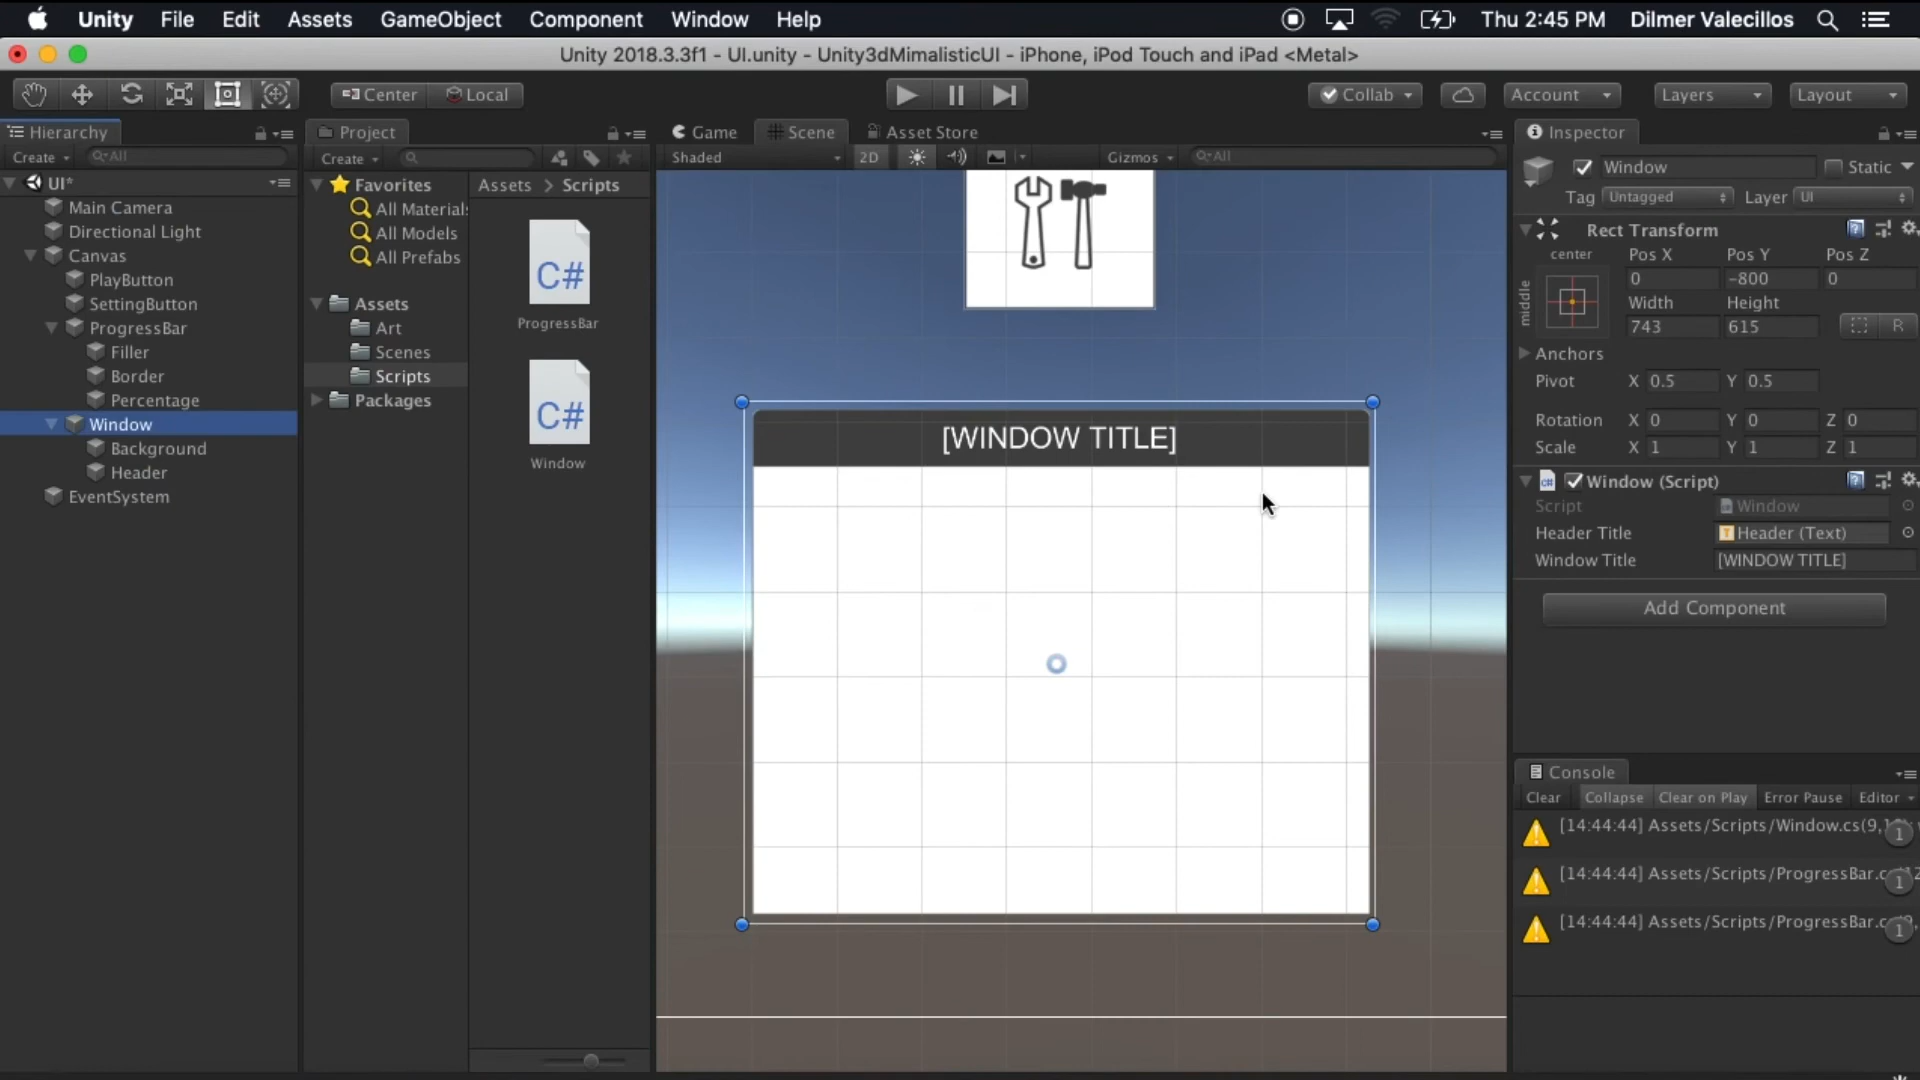 Unity File Edit Assets GameObject Component Window Help Thu 2:45 PM Dilmer Valecillos
Unity 2018.3.3f1 - UI.unity - Unity3dMimalisticUI - iPhone, iPod Touch and iPad <Metal>
Center Local Collab Account Layers Layout
Hierarchy
Create All
UI*
Main Camera
Directional Light
Canvas
PlayButton
SettingButton
ProgressBar
Filler
Border
Percentage
Window
Background
Header
EventSystem
Project
Create
Favorites
All Materials
All Models
All Prefabs
Assets
Art
Scenes
Scripts
Packages
Assets > Scripts
C#
ProgressBar
C#
Window
Game Scene Asset Store
Shaded 2D Gizmos All
[WINDOW TITLE]
Inspector
Window Static
Tag Untagged Layer UI
Rect Transform
center Pos X Pos Y Pos Z
middle
0 -800 0
Width Height
743 615 R
Anchors
Pivot X 0.5 Y 0.5
Rotation X 0 Y 0 Z 0
Scale X 1 Y 1 Z 1
Window (Script)
Script Window
Header Title Header (Text)
Window Title [WINDOW TITLE]
Add Component
Console
Clear Collapse Clear on Play Error Pause Editor
[14:44:44] Assets/Scripts/Window.cs(9, 1
[14:44:44] Assets/Scripts/ProgressBar.c 1
[14:44:44] Assets/Scripts/ProgressBar.c 1